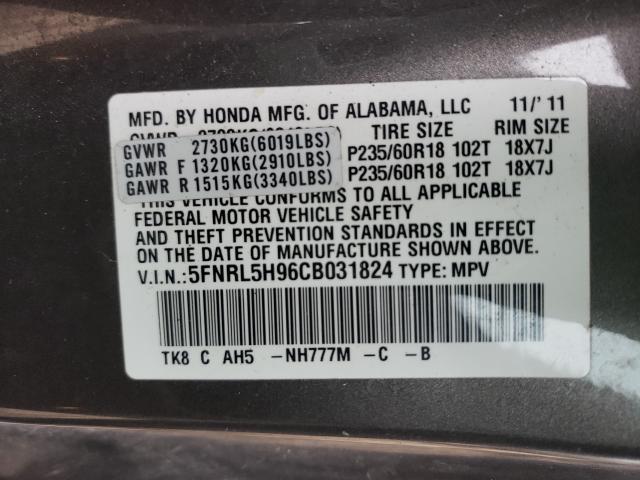 MFD. BY HONDA MFG. OF ALABAMA, LLC 11/'11
TIRE SIZE RIM SIZE
GVWR 2730KG(6019LBS)
GAWR F 1320KG(2910LBS) P235/60R18 102T 18X7J
GAWR R 1515KG(3340LBS) P235/60R18 102T 18X7J
THIS VEHICLE CONFORMS TO ALL APPLICABLE
FEDERAL MOTOR VEHICLE SAFETY
AND THEFT PREVENTION STANDARDS IN EFFECT
ON THE DATE OF MANUFACTURE SHOWN ABOVE.
V.I.N.:5FNRL5H96CB031824 TYPE: MPV
TK8 C AH5 -NH777M -C -B